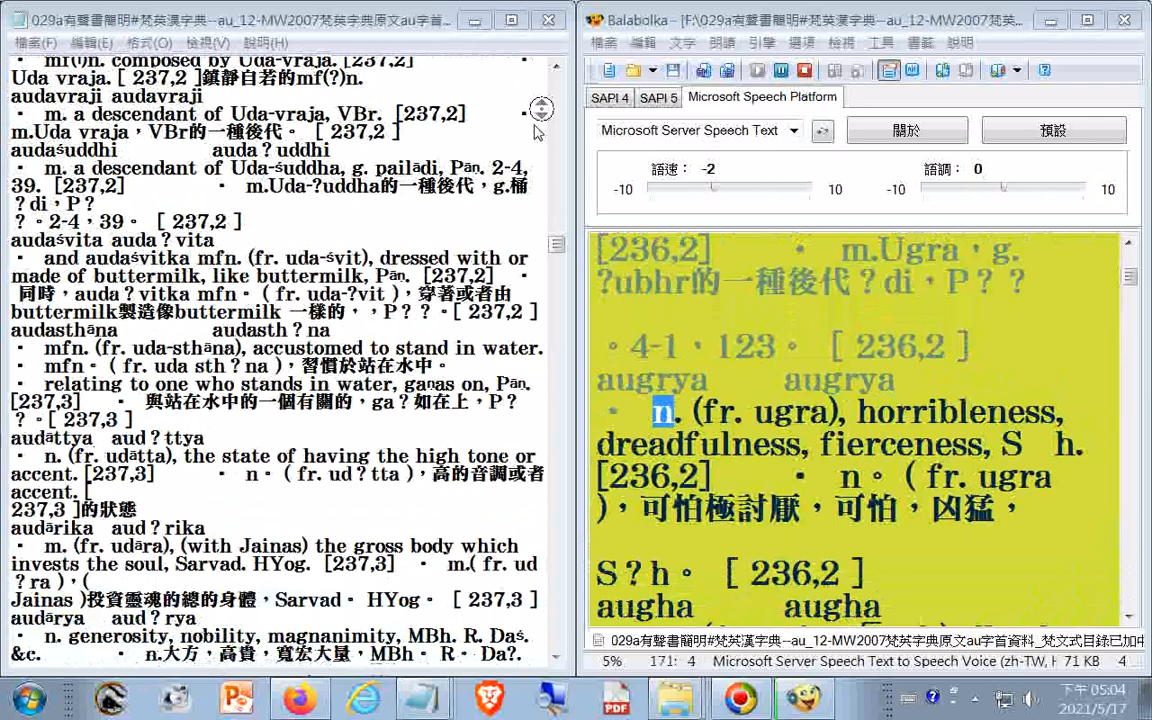 029a有聲書簡明#梵英漢字典--au_12-MW2007梵英字典原文au字首...
檔案(F) 編輯(E) 格式(O) 檢視(V) 說明(H)
• mf(ī)n. composed by Uda-vraja. [237,2] •
Uda vraja. [ 237,2 ]鎮靜自若的mf(?)n.
audavraji audavraji
• m. a descendant of Uda-vraja, VBr. [237,2] •
m.Uda vraja，VBr的一種後代。 [ 237,2 ]
audaśuddhi auda？uddhi
• m. a descendant of Uda-śuddha, g. pailādi, Pāṇ. 2-4,
39. [237,2] • m.Uda-?uddha的一種後代，g.桶
？di，P？
？。2-4，39。 [ 237,2 ]
audaśvita auda？vita
• and audaśvitka mfn. (fr. uda-śvit), dressed with or
made of buttermilk, like buttermilk, Pāṇ. [237,2] •
同時，auda？vitka mfn。( fr. uda-?vit )，穿著或者由
buttermilk製造像buttermilk 一樣的，，P？？。[ 237,2 ]
audasthāna audasth？na
• mfn. (fr. uda-sthāna), accustomed to stand in water.
• mfn。( fr. uda sth？na )，習慣於站在水中。
• relating to one who stands in water, gaṇas on, Pāṇ.
[237,3] • 與站在水中的一個有關的，ga？如在上，P？
？。[ 237,3 ]
audāttya aud？ttya
• n. (fr. udātta), the state of having the high tone or
accent. [237,3] • n。( fr. ud？tta )，高的音調或者
accent. [
237,3 ]的狀態
audārika aud？rika
• m. (fr. udāra), (with Jainas) the gross body which
invests the soul, Sarvad. HYog. [237,3] • m.( fr. ud
？ra )，(
Jainas )投資靈魂的總的身體，Sarvad。HYog。 [ 237,3 ]
audārya aud？rya
• n. generosity, nobility, magnanimity, MBh. R. Daś.
&c. • n.大方，高貴，寬宏大量，MBh。R。Da?.
Balabolka - [F:\029a有聲書簡明#梵英漢字典--au_12-MW2007梵英...
檔案 編輯 文字 朗讀 引擎 選項 檢視 工具 書籤 說明
SAPI 4 SAPI 5 Microsoft Speech Platform
Microsoft Server Speech Text 關於 預設
語速： -2 語調： 0
-10 10 -10 10
[236,2] • m.Ugra，g.
?ubhr的一種後代？di，P？？
。4-1，123。 [ 236,2 ]
augrya augrya
• n. (fr. ugra), horribleness,
dreadfulness, fierceness, S h.
[236,2] • n。( fr. ugra
)，可怕極討厭，可怕，凶猛，
S？h。 [ 236,2 ]
augha augha
029a有聲書簡明#梵英漢字典--au_12-MW2007梵英字典原文au字首資料_梵文式目錄已加中
5% 171: 4 Microsoft Server Speech Text to Speech Voice (zh-TW, H 71 KB 4
下午 05:04
2021/5/17